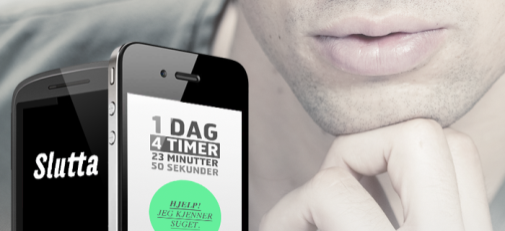 Slutta
1 DAG
4 TIMER
23 MINUTTER
50 SEKUNDER
HJELP!
JEG KJENNER
SUGET.